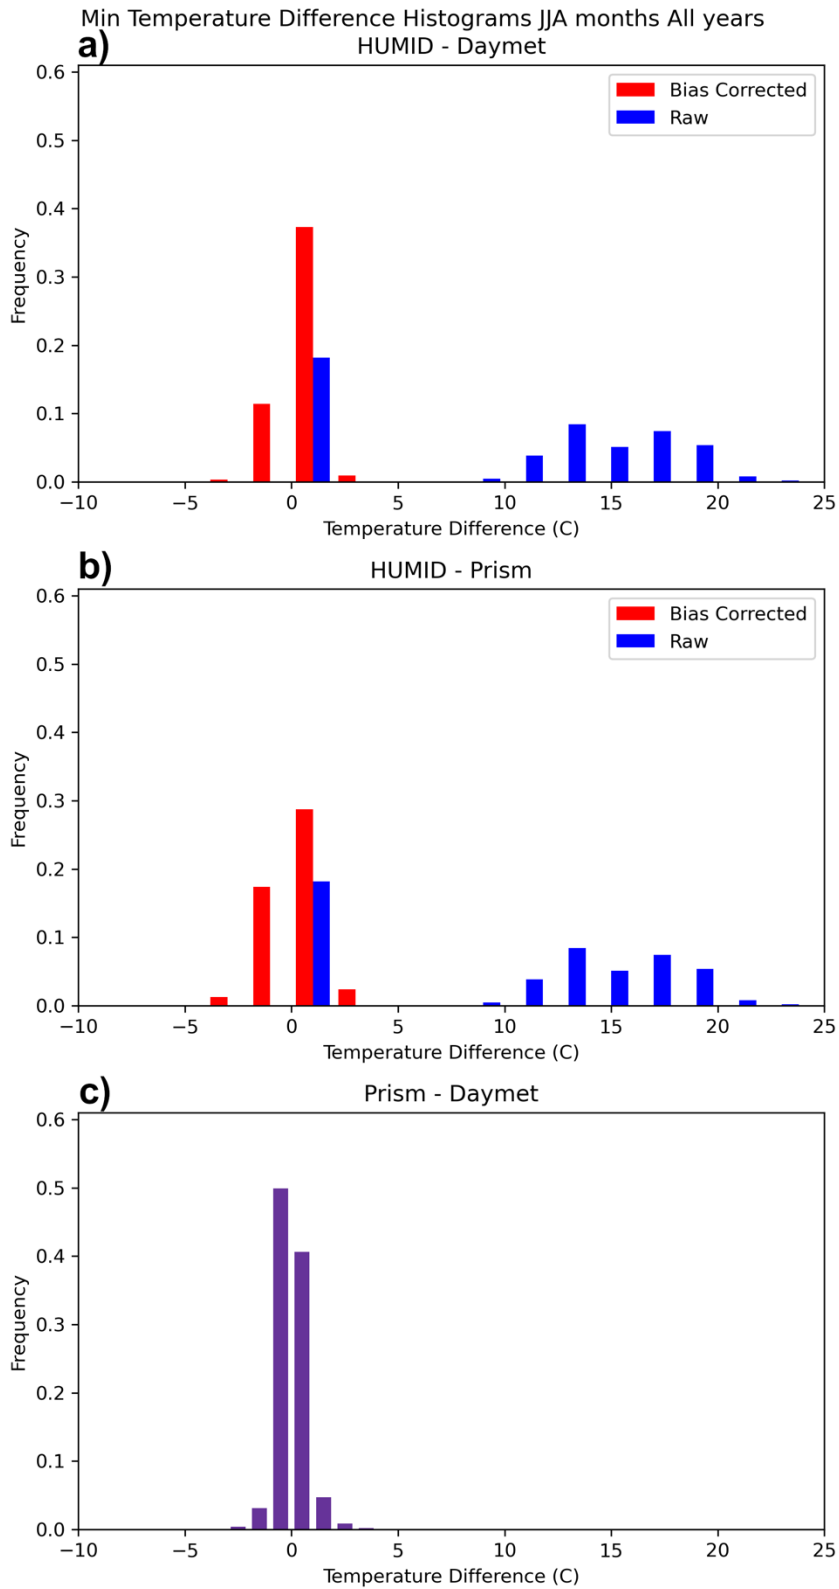 Min Temperature Difference Histograms JJA months All years
a)
HUMID - Daymet
0.6
0.5
0.4
0.3
0.2
0.1
0.0
Frequency
Bias Corrected
Raw
−10 −5 0 5 10 15 20 25
Temperature Difference (C)
b)
HUMID - Prism
0.6
0.5
0.4
0.3
0.2
0.1
0.0
Frequency
Bias Corrected
Raw
−10 −5 0 5 10 15 20 25
Temperature Difference (C)
c)
Prism - Daymet
0.6
0.5
0.4
0.3
0.2
0.1
0.0
Frequency
−10 −5 0 5 10 15 20 25
Temperature Difference (C)